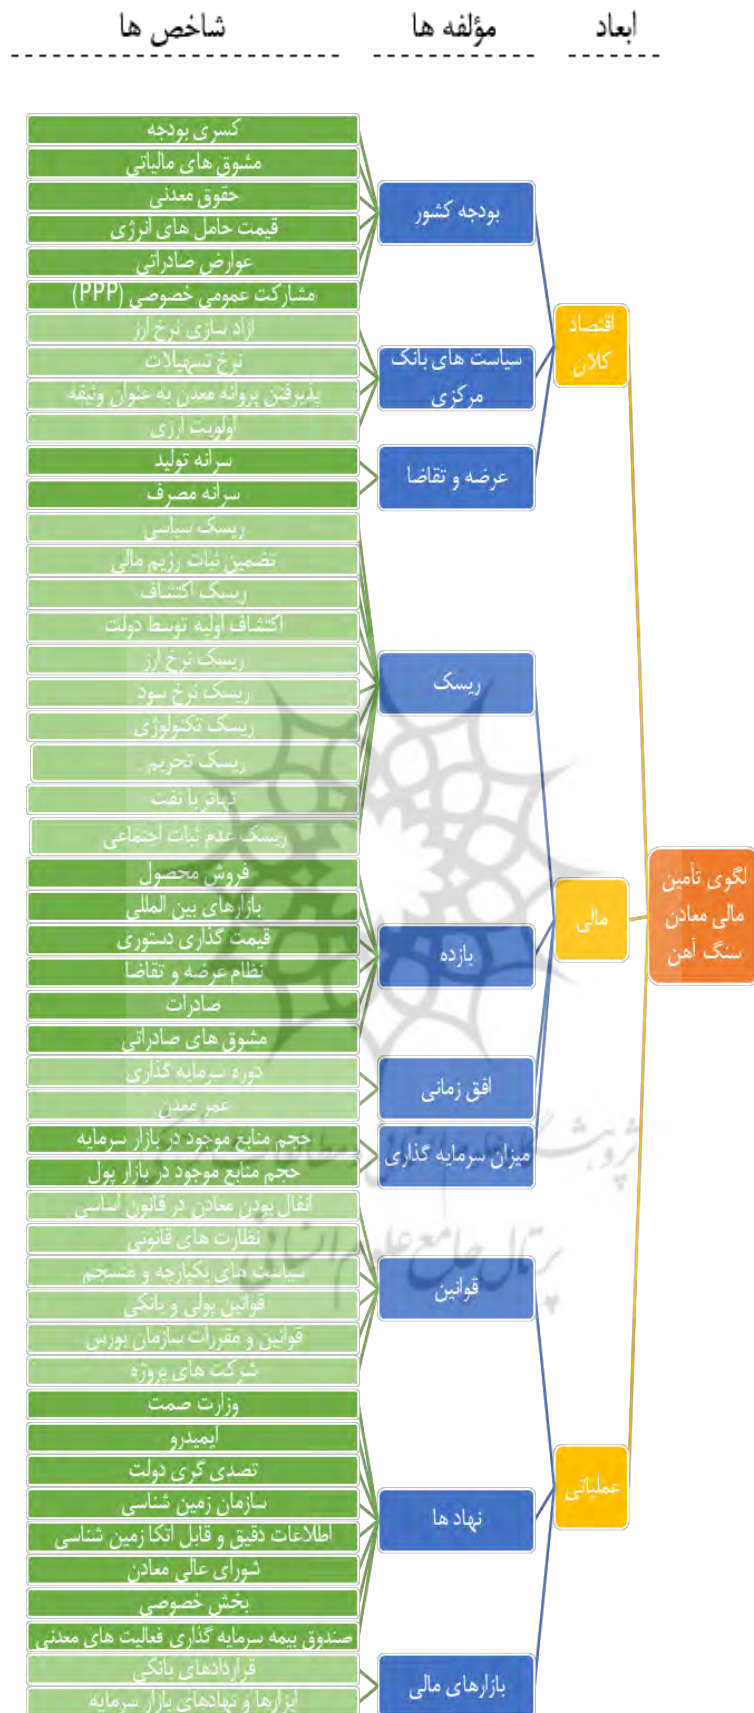 ابعاد
مؤلفه ها
شاخص ها
لگوی تأمین
مالی معادن
سنگ آهن
اقتصاد
کلان
بودجه کشور
کسری بودجه
مشوق های مالیاتی
حقوق معدنی
قیمت حامل های انرژی
عوارض صادراتی
مشارکت عمومی خصوصی (PPP)
سیاست های بانک
مرکزی
آزاد سازی نرخ ارز
نرخ تسهیلات
پذیرفتن پروانه معدن به عنوان وثیقه
اولویت ارزی
عرضه و تقاضا
سرانه تولید
سرانه مصرف
مالی
ریسک
ریسک سیاسی
تضمین ثبات رژیم مالی
ریسک اکتشاف
اکتشاف اولیه توسط دولت
ریسک نرخ ارز
ریسک نرخ سود
ریسک تکنولوژی
ریسک تحریم
تهاتر با نفت
ریسک عدم ثبات اجتماعی
بازده
فروش محصول
بازارهای بین المللی
قیمت گذاری دستوری
نظام عرضه و تقاضا
صادرات
مشوق های صادراتی
افق زمانی
دوره سرمایه گذاری
عمر معدن
میزان سرمایه گذاری
حجم منابع موجود در بازار سرمایه
حجم منابع موجود در بازار پول
عملیاتی
قوانین
انفال بودن معادن در قانون اساسی
نظارت های قانونی
سیاست های یکپارچه و منسجم
قوانین پولی و بانکی
قوانین و مقررات سازمان بورس
شرکت های پروژه
نهاد ها
وزارت صمت
ایمیدرو
تصدی گری دولت
سازمان زمین شناسی
اطلاعات دقیق و قابل اتکا زمین شناسی
شورای عالی معادن
بخش خصوصی
صندوق بیمه سرمایه گذاری فعالیت های معدنی
بازارهای مالی
قراردادهای بانکی
ابزارها و نهادهای بازار سرمایه
پرتال جامع علوم انسانی